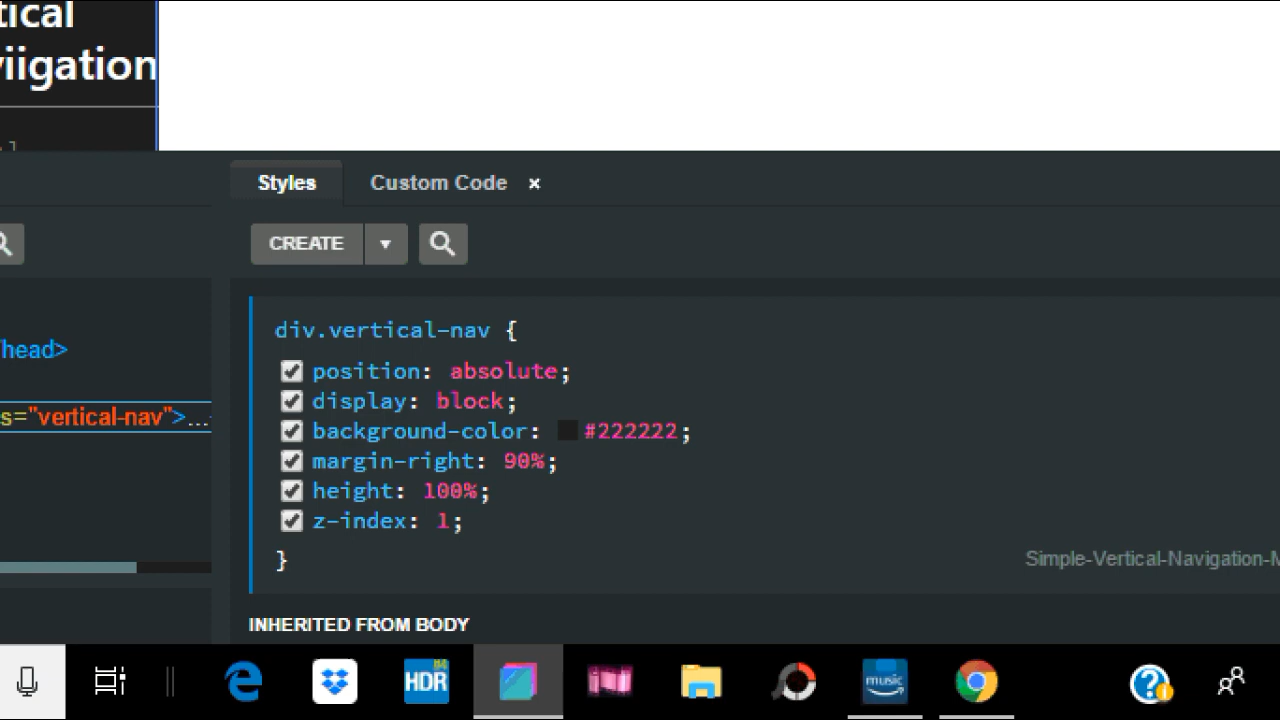 tical
viigation
Styles
Custom Code ×
CREATE
div.vertical-nav {
head>
position: absolute;
display: block;
s="vertical-nav">...
background-color: #222222;
margin-right: 90%;
height: 100%;
z-index: 1;
}
Simple-Vertical-Navigation-M
INHERITED FROM BODY
HDR
music